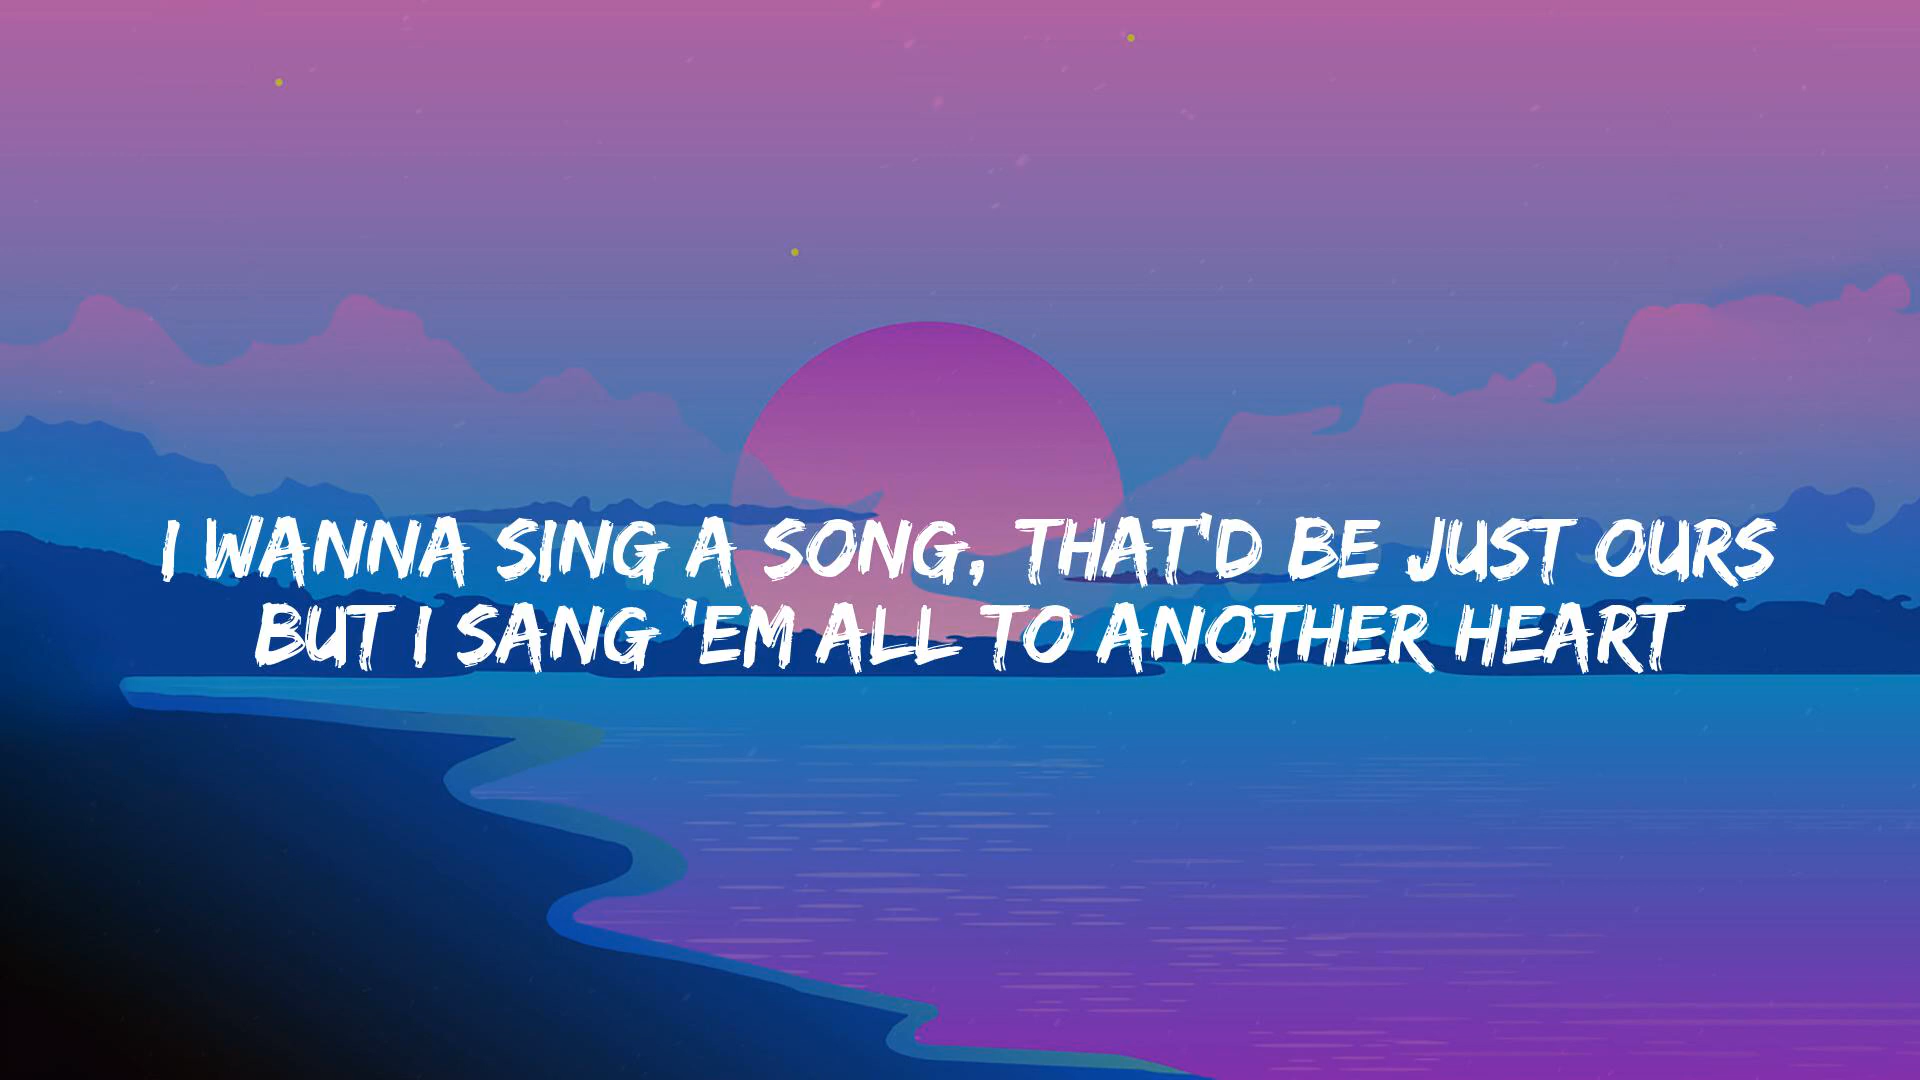 I WANNA SING A SONG, THAT'D BE JUST OURS
BUT I SANG 'EM ALL TO ANOTHER HEART